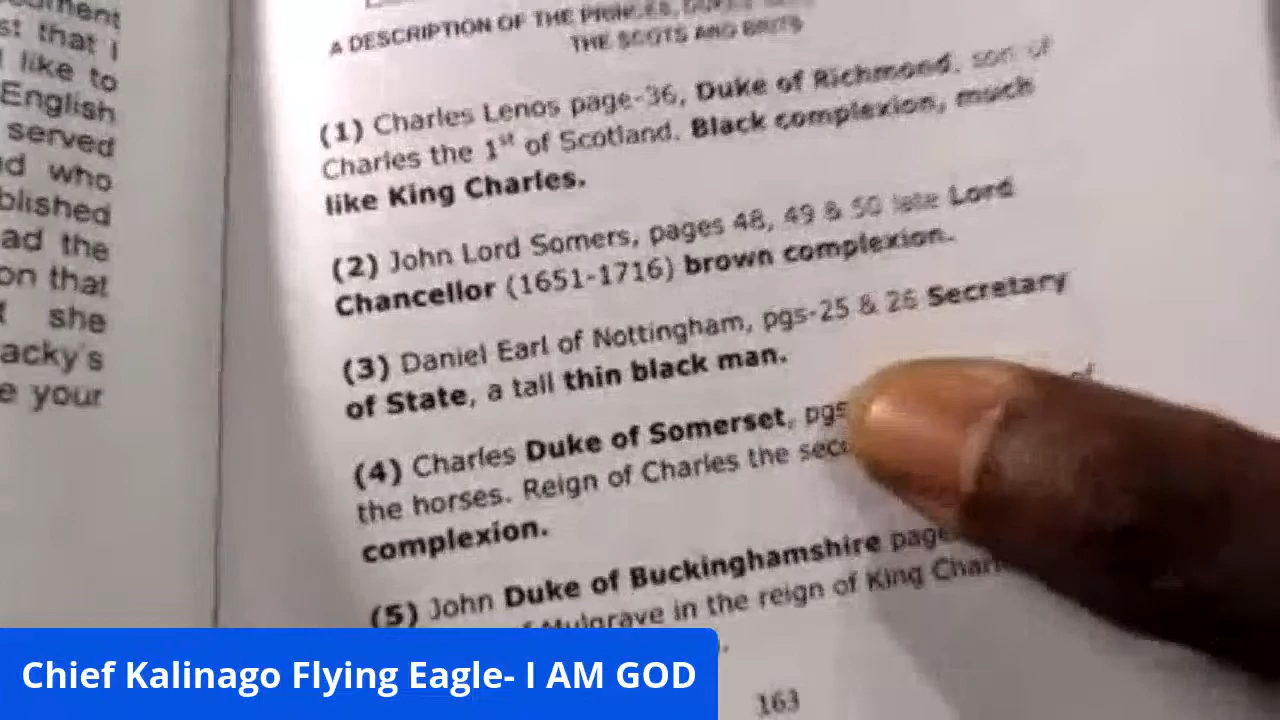 ument
st that I
like to
English
served
d who
blished
ad the
on that
she
acky's
e your
A DESCRIPTION OF THE PRINCES,
THE SCOTS AND BRITS
(1) Charles Lenos page-36, Duke of Richmond, son of
Charles the 1st of Scotland. Black complexion, much
like King Charles.
(2) John Lord Somers, pages 48, 49 & 50 late Lord
Chancellor (1651-1716) brown complexion.
(3) Daniel Earl of Nottingham, pgs-25 & 26 Secretary
of State, a tall thin black man.
(4) Charles Duke of Somerset, pgs of
the horses. Reign of Charles the seco
complexion.
(5) John Duke of Buckinghamshire page
Mulgrave in the reign of King Char
163
Chief Kalinago Flying Eagle- I AM GOD